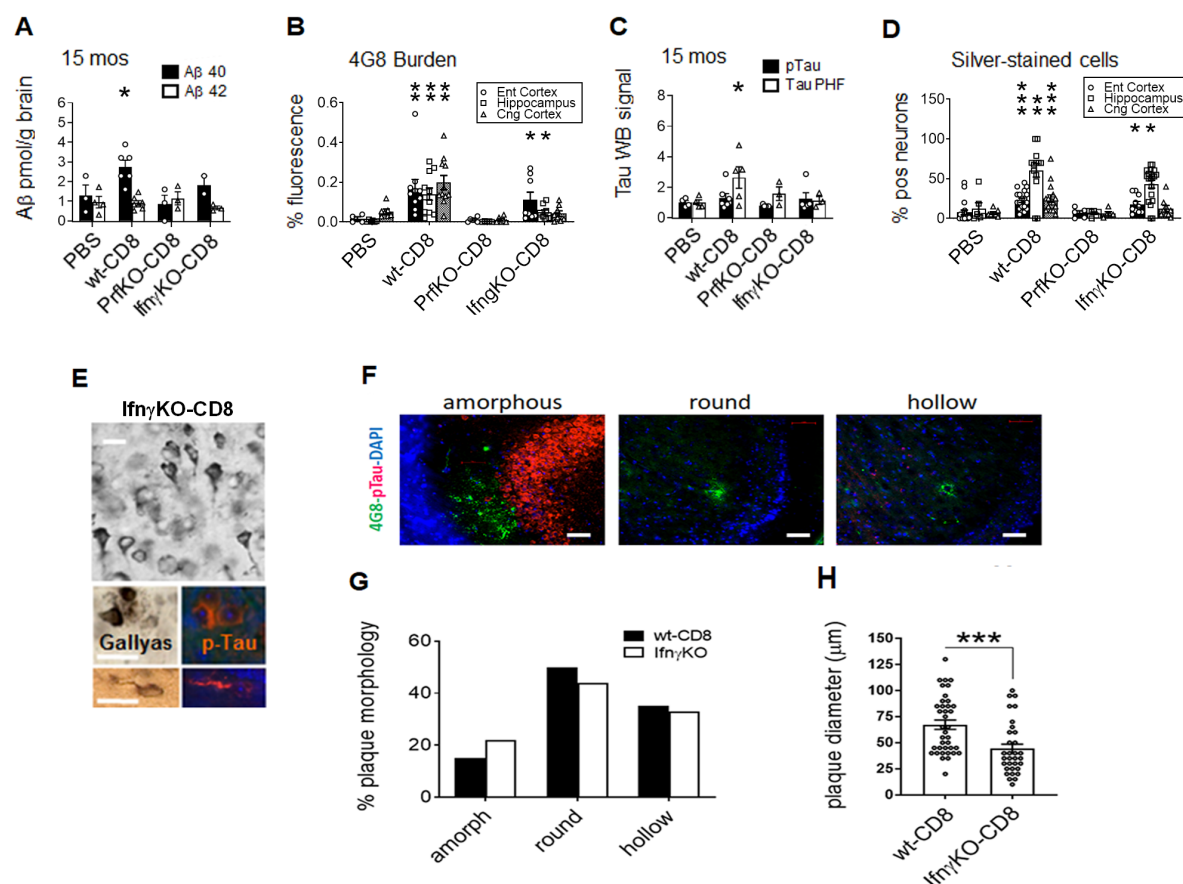 A
15 mos
Aβ 40
Aβ 42
*
Aβ pmol/g brain
6
5
4
3
2
1
0
PBS
wt-CD8
PrfKO-CD8
IfnγKO-CD8
B
4G8 Burden
Ent Cortex
Hippocampus
Cng Cortex
** ** **
* *
% fluorescence
0.6
0.4
0.2
0.0
PBS
wt-CD8
PrfKO-CD8
IfngKO-CD8
C
15 mos
pTau
Tau PHF
*
Tau WB signal
8
6
4
2
0
PBS
wt-CD8
PrfKO-CD8
IfnγKO-CD8
D
Silver-stained cells
Ent Cortex
Hippocampus
Cng Cortex
*** ** ***
* *
% pos neurons
150
100
50
0
PBS
wt-CD8
PrfKO-CD8
IfnγKO-CD8
E
IfnγKO-CD8
Gallyas
p-Tau
F
amorphous
round
hollow
4G8-pTau-DAPI
G
wt-CD8
IfnγKO
% plaque morphology
60
40
20
0
amorph
round
hollow
H
***
plaque diameter (µm)
150
125
100
75
50
25
0
wt-CD8
IfnγKO-CD8